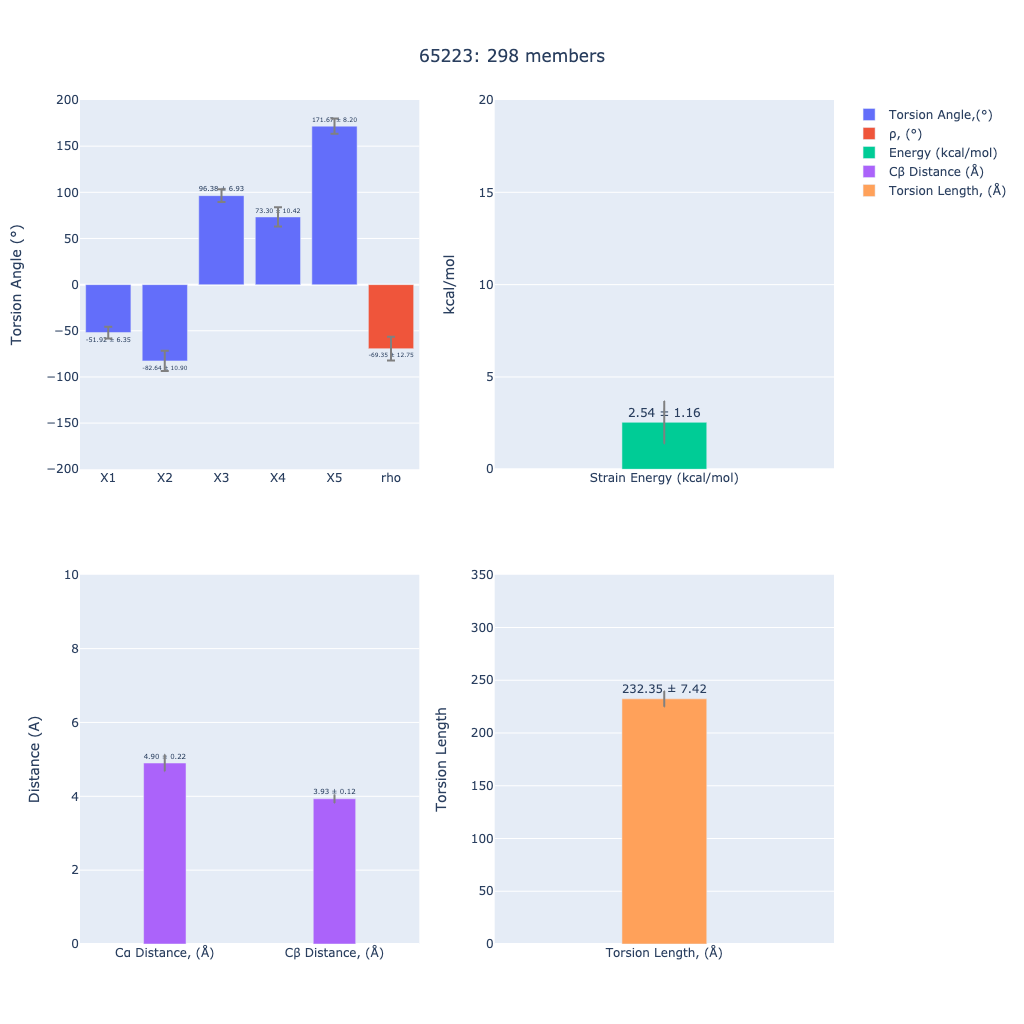 65223: 298 members
Torsion Angle (°)
200
150
100
50
0
−50
−100
−150
−200
-51.92 ± 6.35
-82.64 ± 10.90
96.38 ± 6.93
73.30 ± 10.42
171.67 ± 8.20
-69.35 ± 12.75
X1 X2 X3 X4 X5 rho
kcal/mol
20
15
10
5
0
2.54 ± 1.16
Strain Energy (kcal/mol)
Torsion Angle,(°)
ρ, (°)
Energy (kcal/mol)
Cβ Distance (Å)
Torsion Length, (Å)
Distance (A)
10
8
6
4
2
0
4.90 ± 0.22
3.93 ± 0.12
Cα Distance, (Å) Cβ Distance, (Å)
Torsion Length
350
300
250
200
150
100
50
0
232.35 ± 7.42
Torsion Length, (Å)